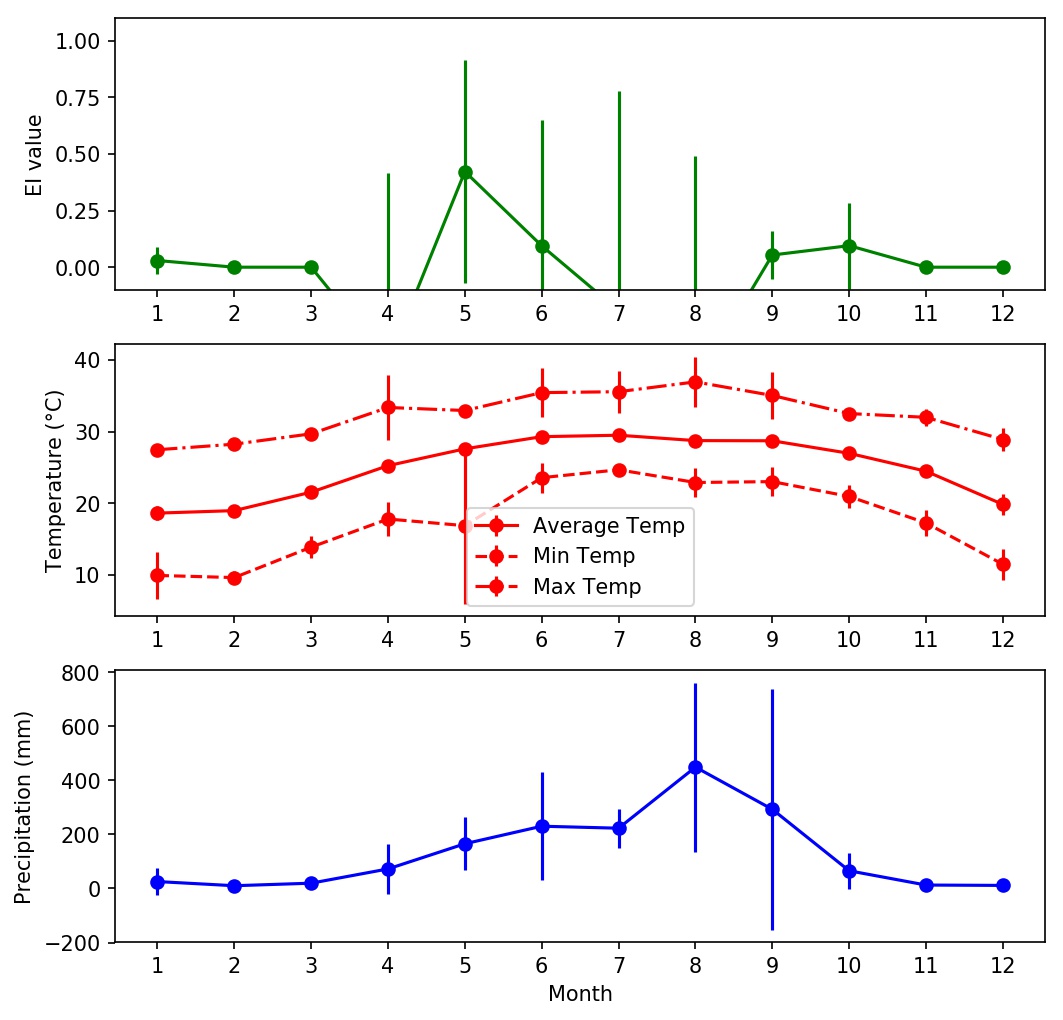 EI value
1.00
0.75
0.50
0.25
0.00
1 2 3 4 5 6 7 8 9 10 11 12
Temperature (°C)
40
30
20
10
Average Temp
Min Temp
Max Temp
1 2 3 4 5 6 7 8 9 10 11 12
Precipitation (mm)
800
600
400
200
0
−200
1 2 3 4 5 6 7 8 9 10 11 12
Month